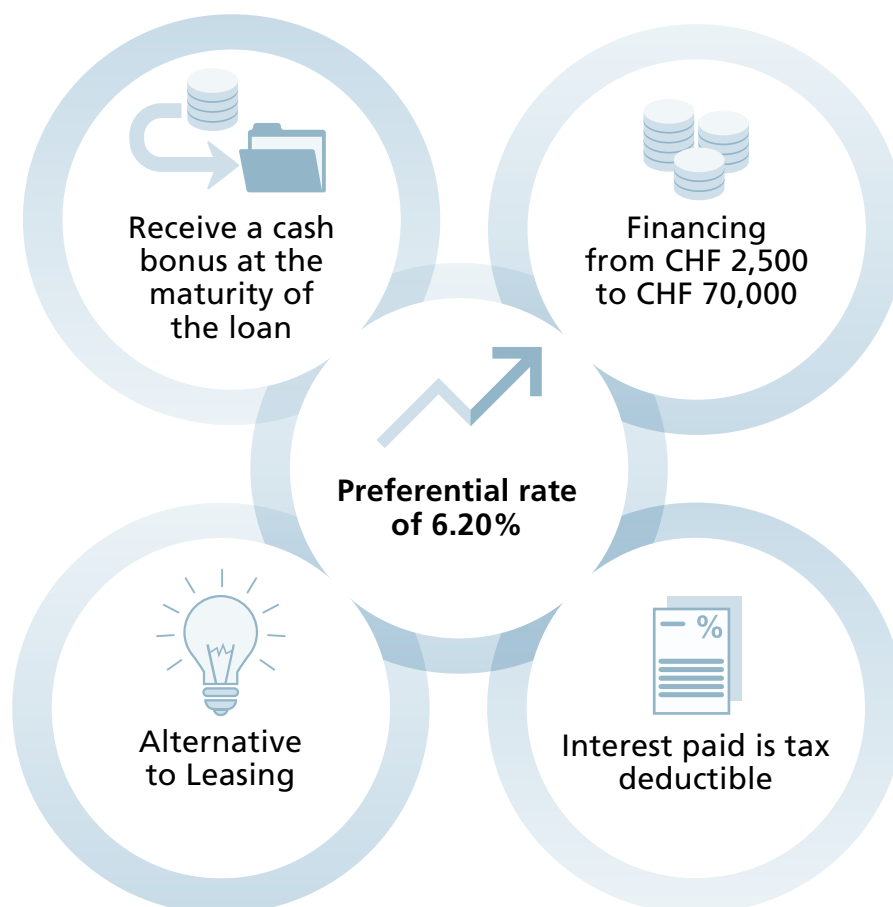 Receive a cash
bonus at the
maturity of
the loan
Financing
from CHF 2,500
to CHF 70,000
Preferential rate
of 6.20%
Alternative
to Leasing
%
Interest paid is tax
deductible